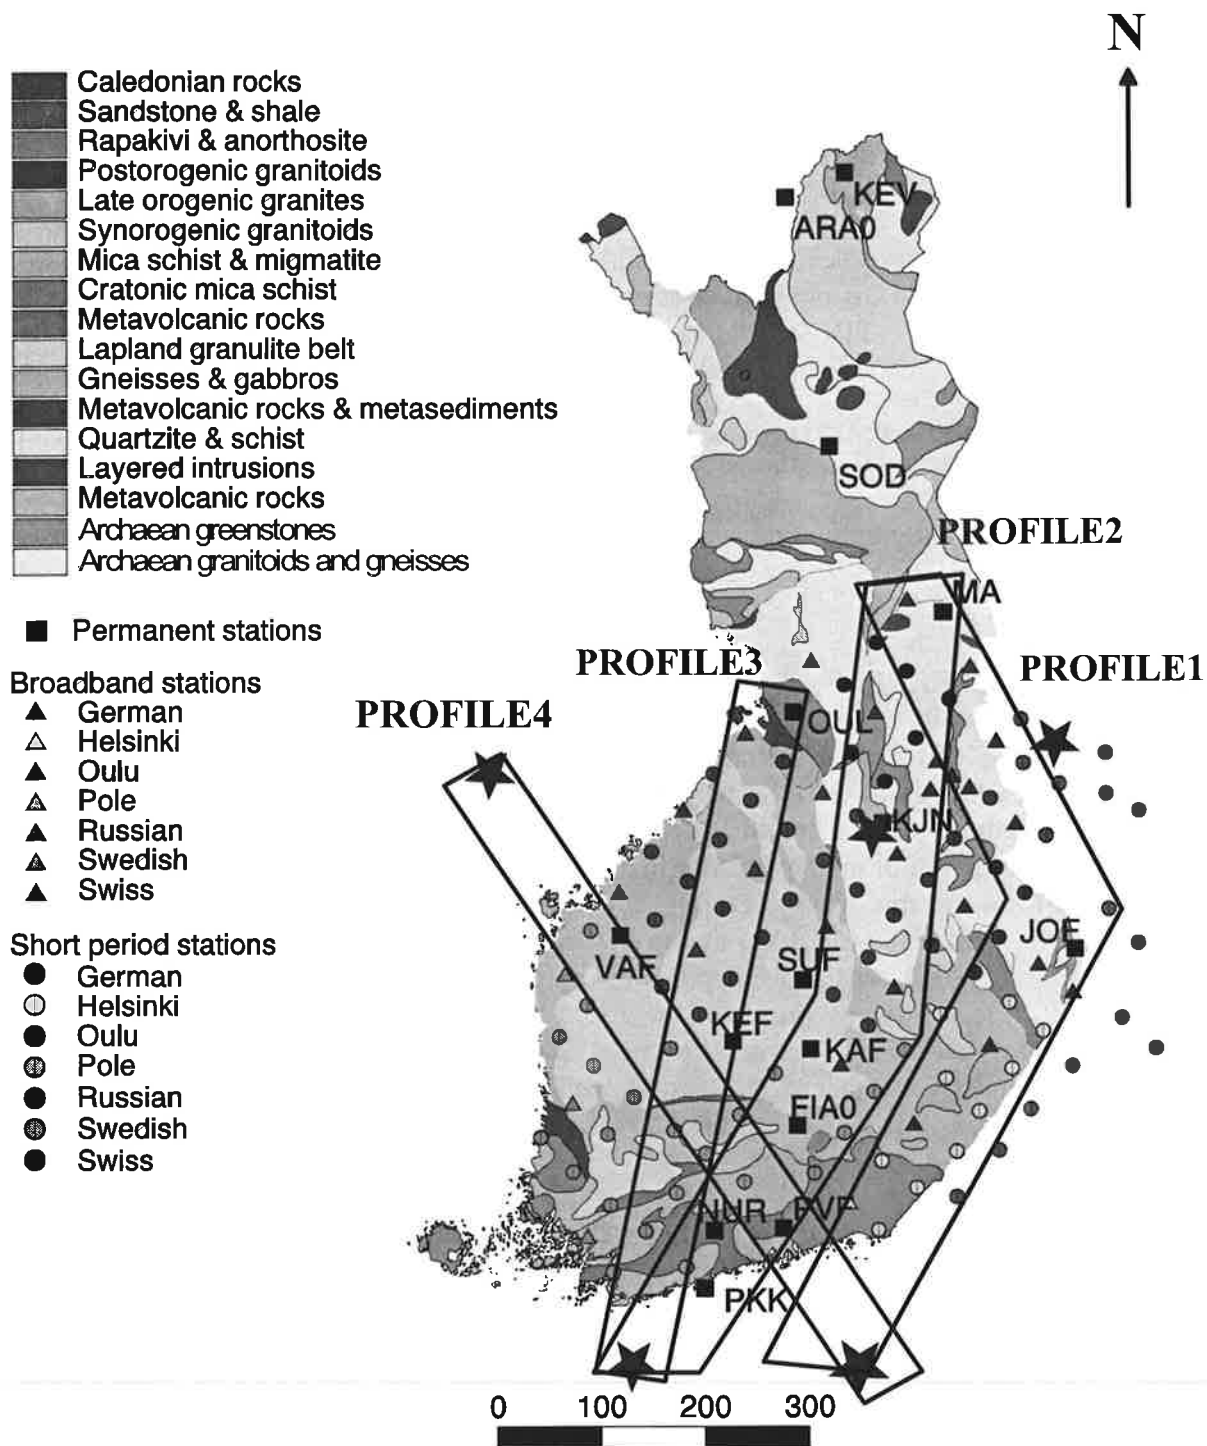 N
Caledonian rocks
Sandstone & shale
Rapakivi & anorthosite
Postorogenic granitoids
Late orogenic granites
Synorogenic granitoids
Mica schist & migmatite
Cratonic mica schist
Metavolcanic rocks
Lapland granulite belt
Gneisses & gabbros
Metavolcanic rocks & metasediments
Quartzite & schist
Layered intrusions
Metavolcanic rocks
Archaean greenstones
Archaean granitoids and gneisses
Permanent stations
Broadband stations
German
Helsinki
Oulu
Pole
Russian
Swedish
Swiss
Short period stations
German
Helsinki
Oulu
Pole
Russian
Swedish
Swiss
KEV
ARA0
SOD
PROFILE2
MA
PROFILE3
PROFILE1
PROFILE4
OUL
KJN
JOF
VAF
SUF
KEF
KAF
FIA0
NUR
PVF
PKK
0 100 200 300